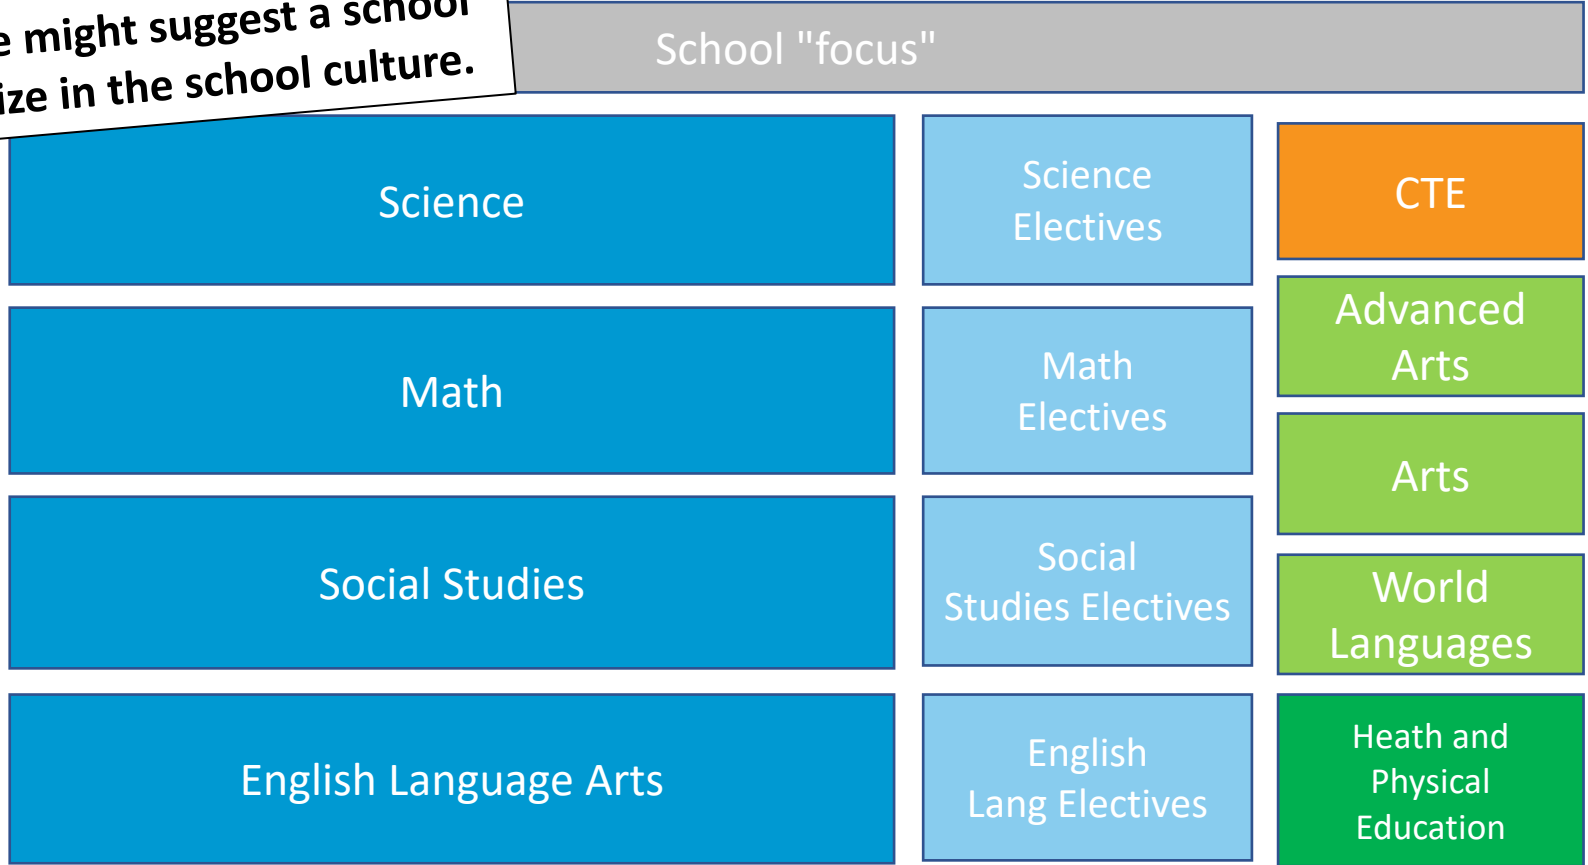 might suggest a school
in the school culture.
School "focus"
Science
Science
Electives
CTE
Math
Math
Electives
Advanced
Arts
Arts
Social Studies
Social
Studies Electives
World
Languages
English Language Arts
English
Lang Electives
Heath and
Physical
Education